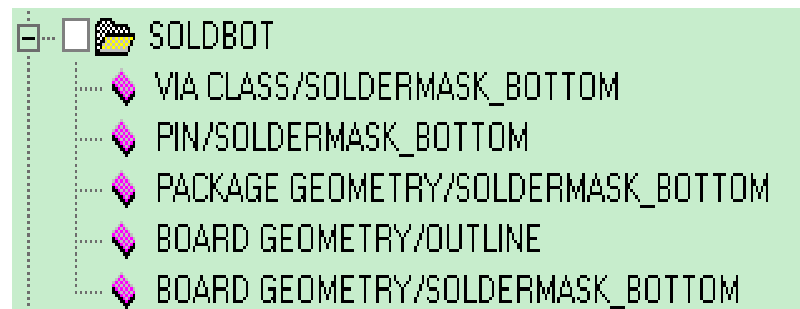 SOLDBOT
VIA CLASS/SOLDERMASK_BOTTOM
PIN/SOLDERMASK_BOTTOM
PACKAGE GEOMETRY/SOLDERMASK_BOTTOM
BOARD GEOMETRY/OUTLINE
BOARD GEOMETRY/SOLDERMASK_BOTTOM